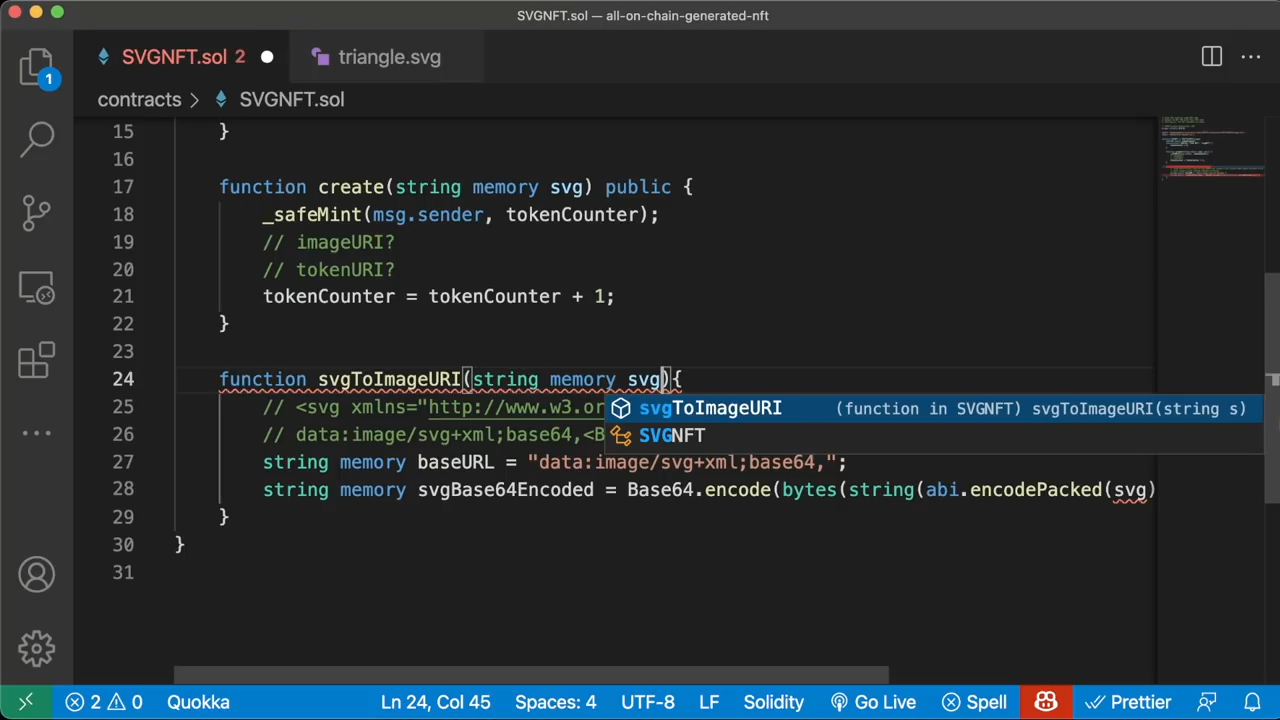 SVGNFT.sol — all-on-chain-generated-nft
SVGNFT.sol 2 triangle.svg
1
contracts > SVGNFT.sol
15 }
16
17 function create(string memory svg) public {
18 _safeMint(msg.sender, tokenCounter);
19 // imageURI?
20 // tokenURI?
21 tokenCounter = tokenCounter + 1;
22 }
23
24 function svgToImageURI(string memory svg){
25 // <svg xmlns="http://www.w3.or
svgToImageURI (function in SVGNFT) svgToImageURI(string s)
26 // data:image/svg+xml;base64,<B
SVGNFT
27 string memory baseURL = "data:image/svg+xml;base64,";
28 string memory svgBase64Encoded = Base64.encode(bytes(string(abi.encodePacked(svg)
29 }
30 }
31
2 0 Quokka Ln 24, Col 45 Spaces: 4 UTF-8 LF Solidity Go Live Spell Prettier